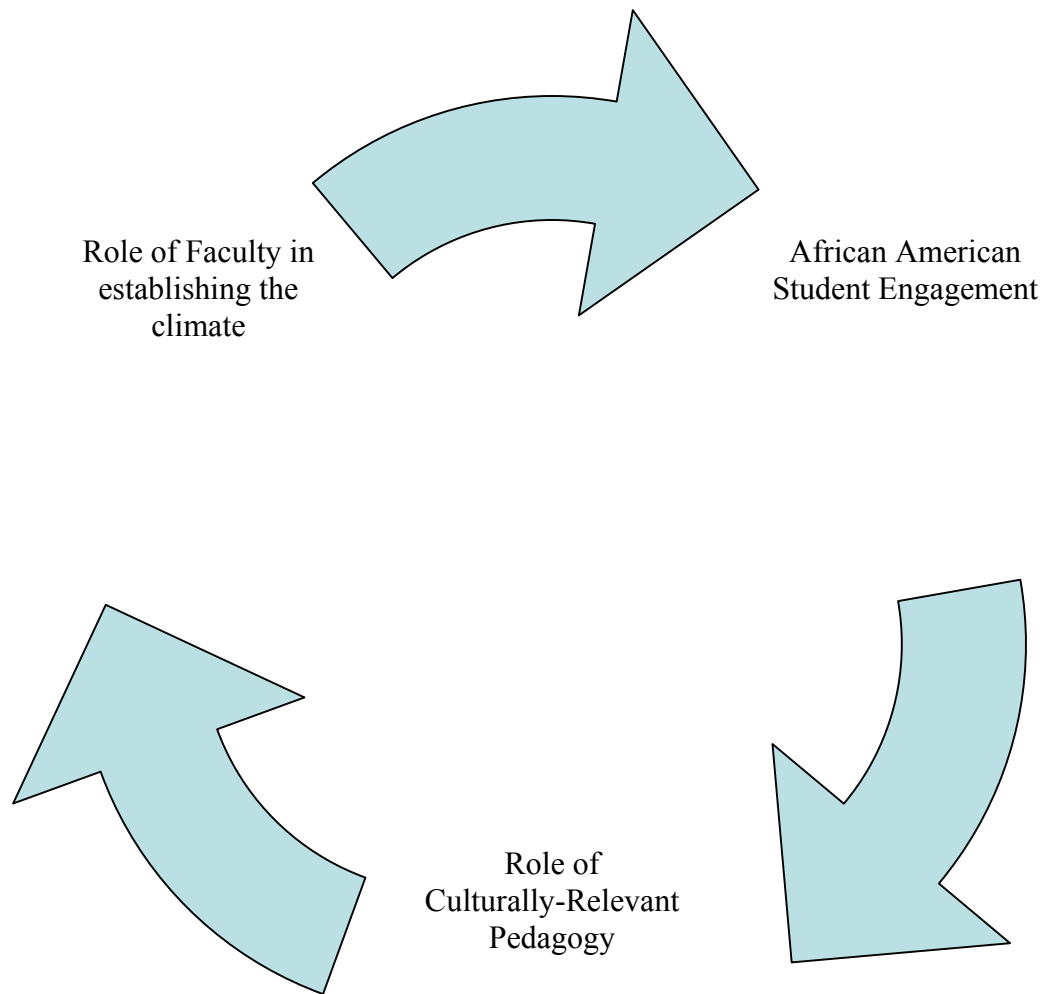 Role of Faculty in
establishing the
climate
African American
Student Engagement
Role of
Culturally-Relevant
Pedagogy